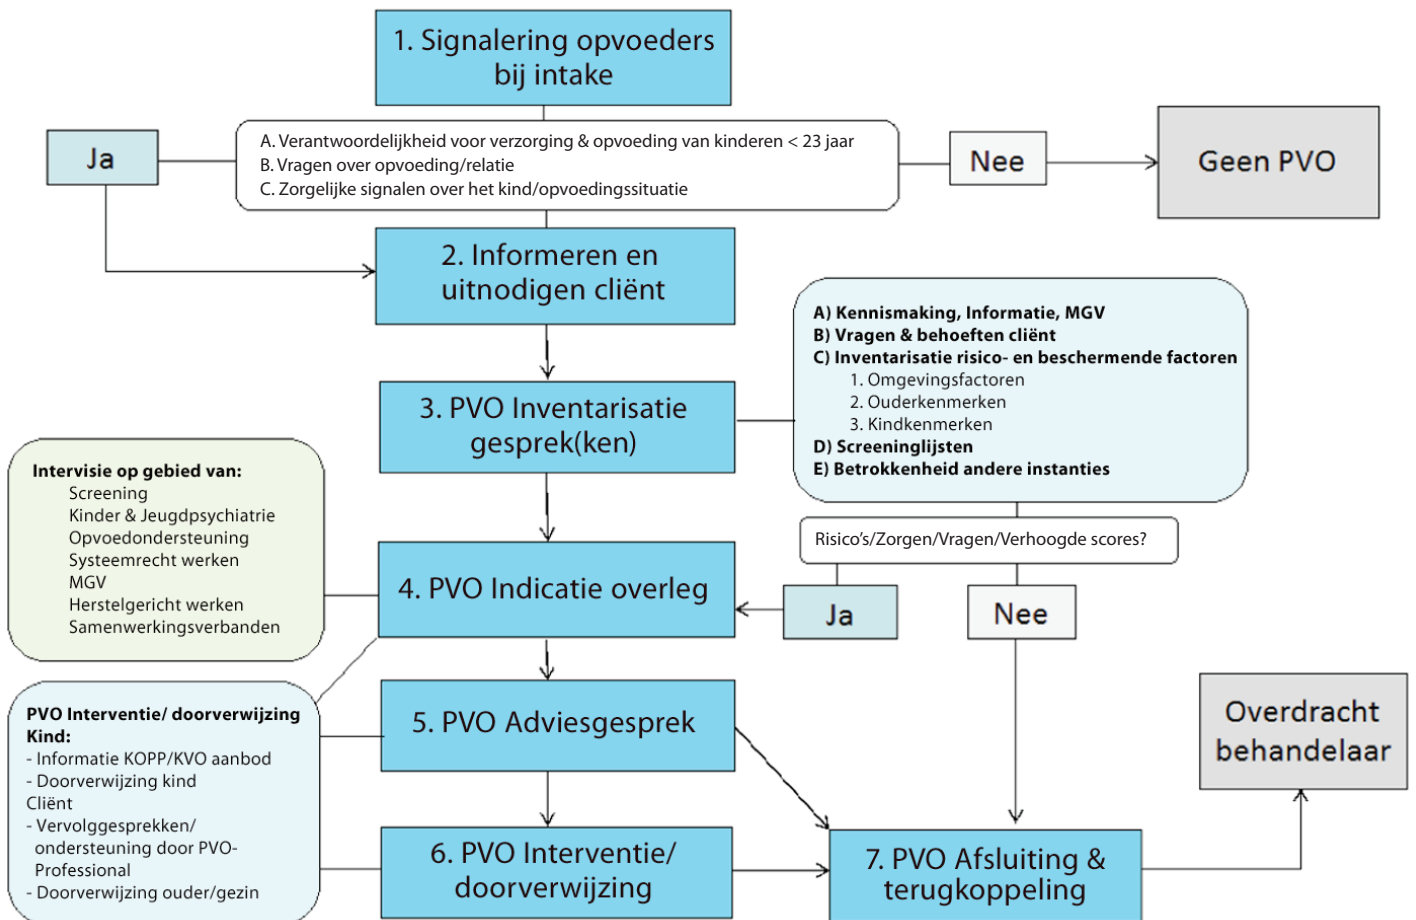 1. Signalering opvoeders
bij intake
Ja
A. Verantwoordelijkheid voor verzorging & opvoeding van kinderen < 23 jaar
B. Vragen over opvoeding/relatie
C. Zorgelijke signalen over het kind/opvoedingssituatie
Nee
Geen PVO
2. Informeren en
uitnodigen cliënt
A) Kennismaking, Informatie, MGV
B) Vragen & behoeften cliënt
C) Inventarisatie risico- en beschermende factoren
1. Omgevingsfactoren
2. Ouderkenmerken
3. Kindkenmerken
D) Screeninglijsten
E) Betrokkenheid andere instanties
3. PVO Inventarisatie
gesprek(ken)
Intervisie op gebied van:
Screening
Kinder & Jeugdpsychiatrie
Opvoedondersteuning
Systeemrecht werken
MGV
Herstelgericht werken
Samenwerkingsverbanden
Risico's/Zorgen/Vragen/Verhoogde scores?
4. PVO Indicatie overleg
Ja
Nee
PVO Interventie/ doorverwijzing
Kind:
- Informatie KOPP/KVO aanbod
- Doorverwijzing kind
Cliënt
- Vervolggesprekken/
ondersteuning door PVO-
Professional
- Doorverwijzing ouder/gezin
5. PVO Adviesgesprek
Overdracht
behandelaar
6. PVO Interventie/
doorverwijzing
7. PVO Afsluiting &
terugkoppeling